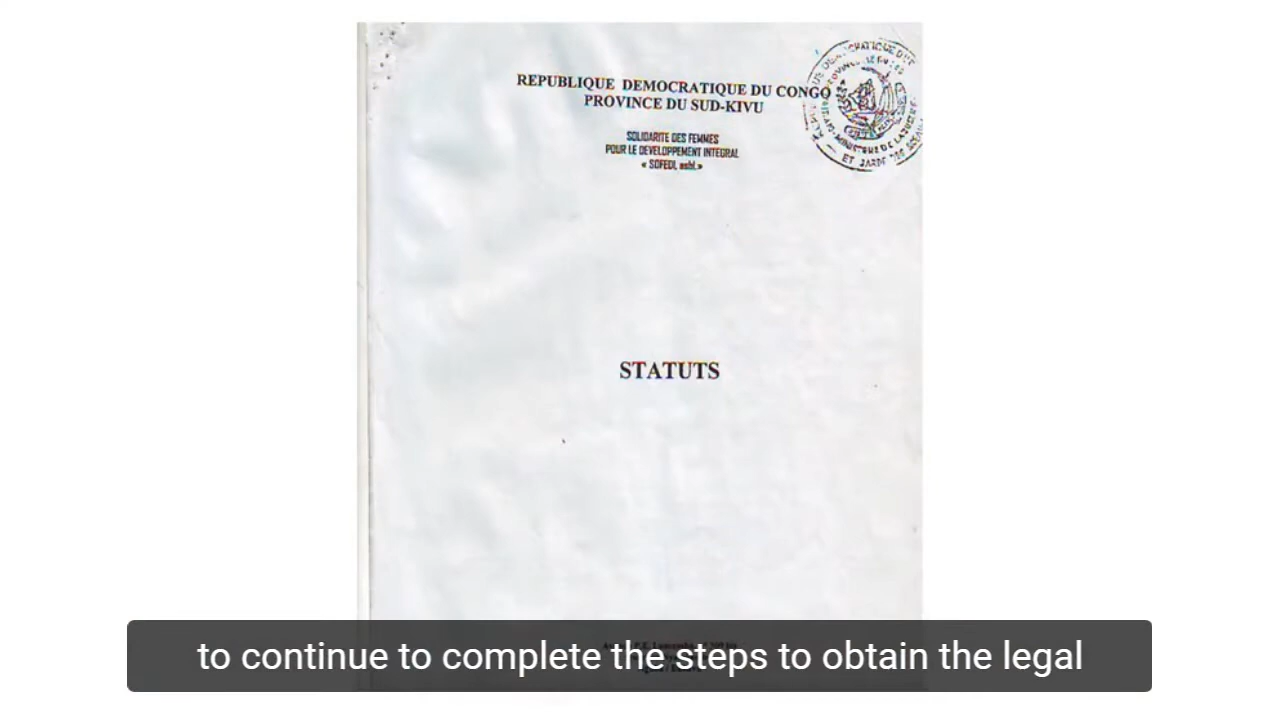 REPUBLIQUE DEMOCRATIQUE DU CONGO
PROVINCE DU SUD-KIVU
SOLIDARITE DES FEMMES
POUR LE DEVELOPPEMENT INTEGRAL
« SOFEDI, asbl.»
STATUTS
to continue to complete the steps to obtain the legal